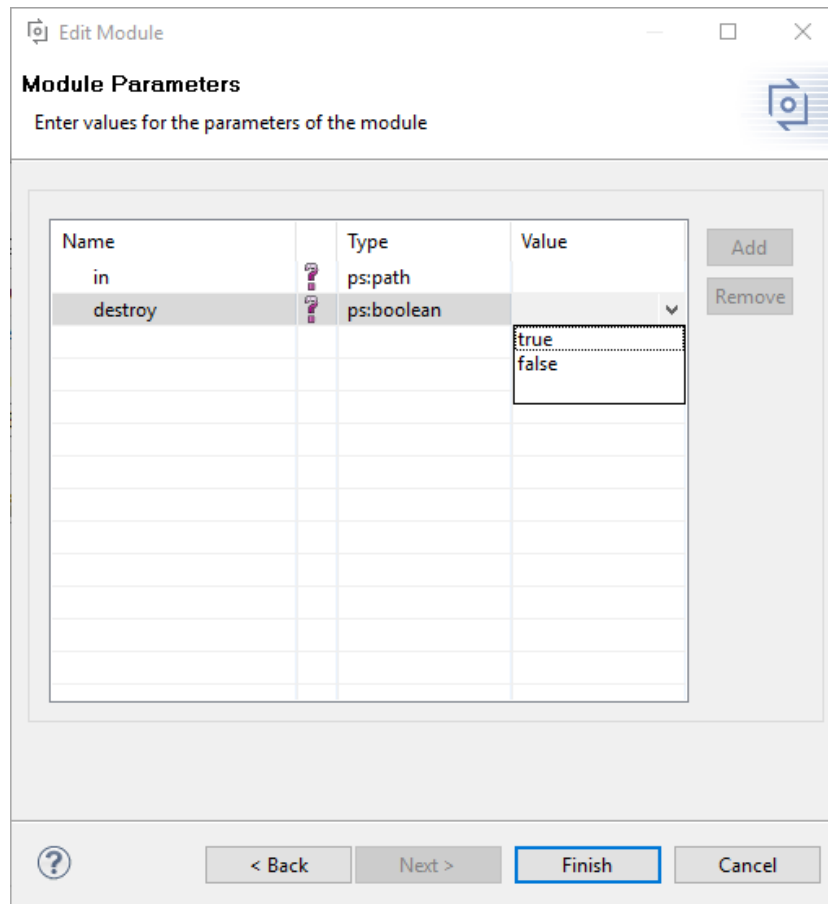 Edit Module
Module Parameters
Enter values for the parameters of the module
Name Type Value
Add
in ps:path
Remove
destroy ps:boolean
true
false
< Back Next > Finish Cancel